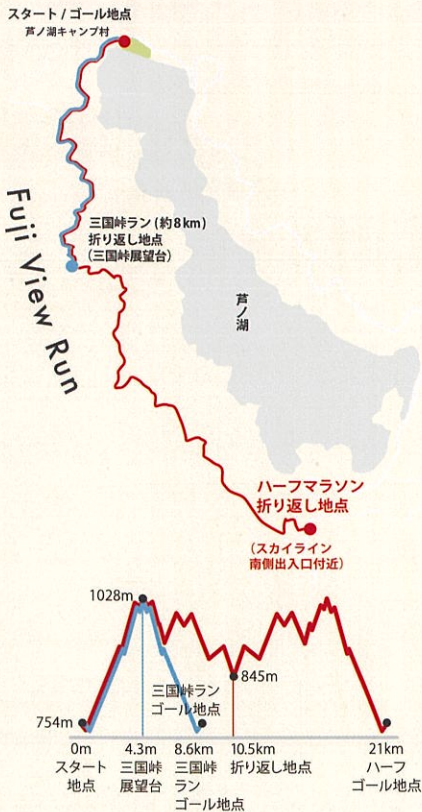 スタート / ゴール地点
芦ノ湖キャンプ村
三国峠ラン (約8km)
折り返し地点
(三国峠展望台)
Fuji View Run
芦ノ湖
ハーフマラソン
折り返し地点
(スカイライン
南側出入口付近)
1028m
三国峠ラン
ゴール地点
845m
754m
0m
スタート
地点
4.3m
三国峠
展望台
8.6km
三国峠
ラン
ゴール地点
10.5km
折り返し地点
21km
ハーフ
ゴール地点